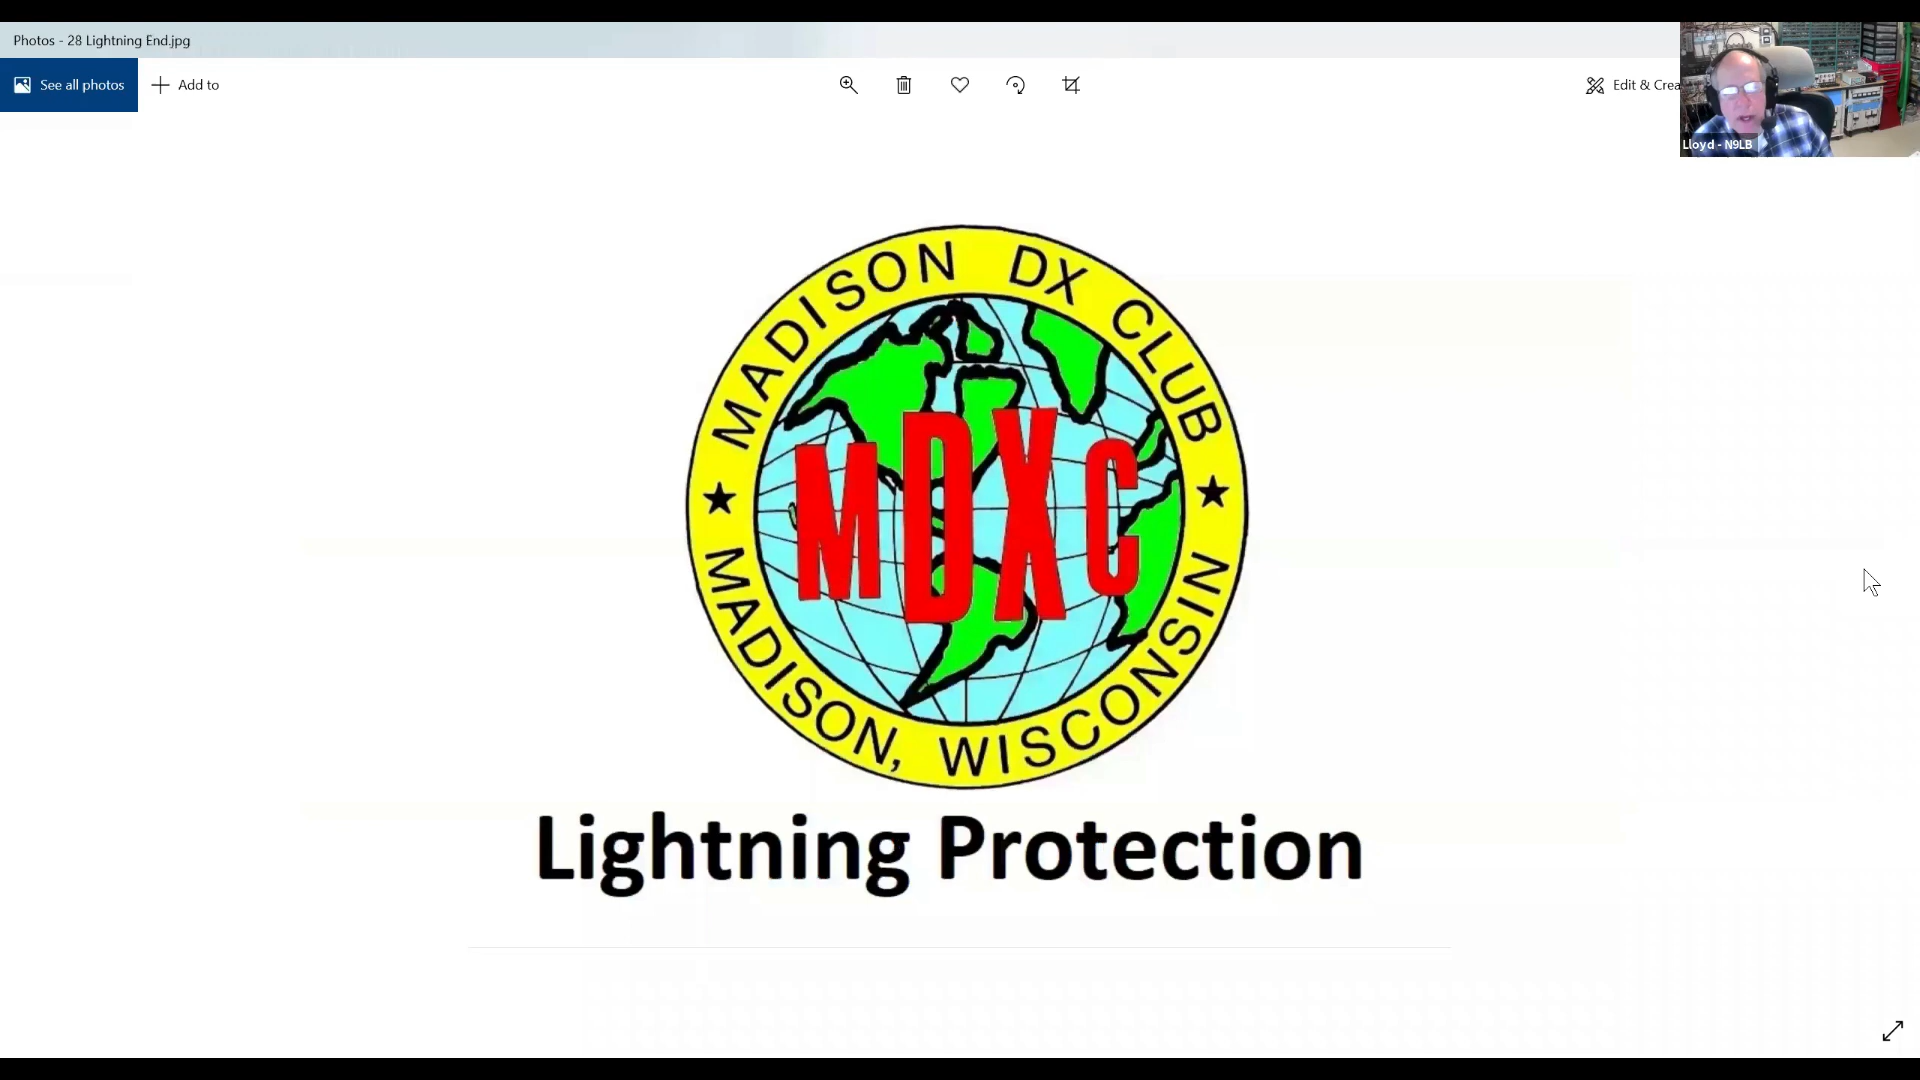 Photos - 28 Lightning End.jpg
See all photos
Add to
Edit & Crea
Lloyd - N9LB
MADISON DX CLUB
MDXC
MADISON, WISCONSIN
Lightning Protection